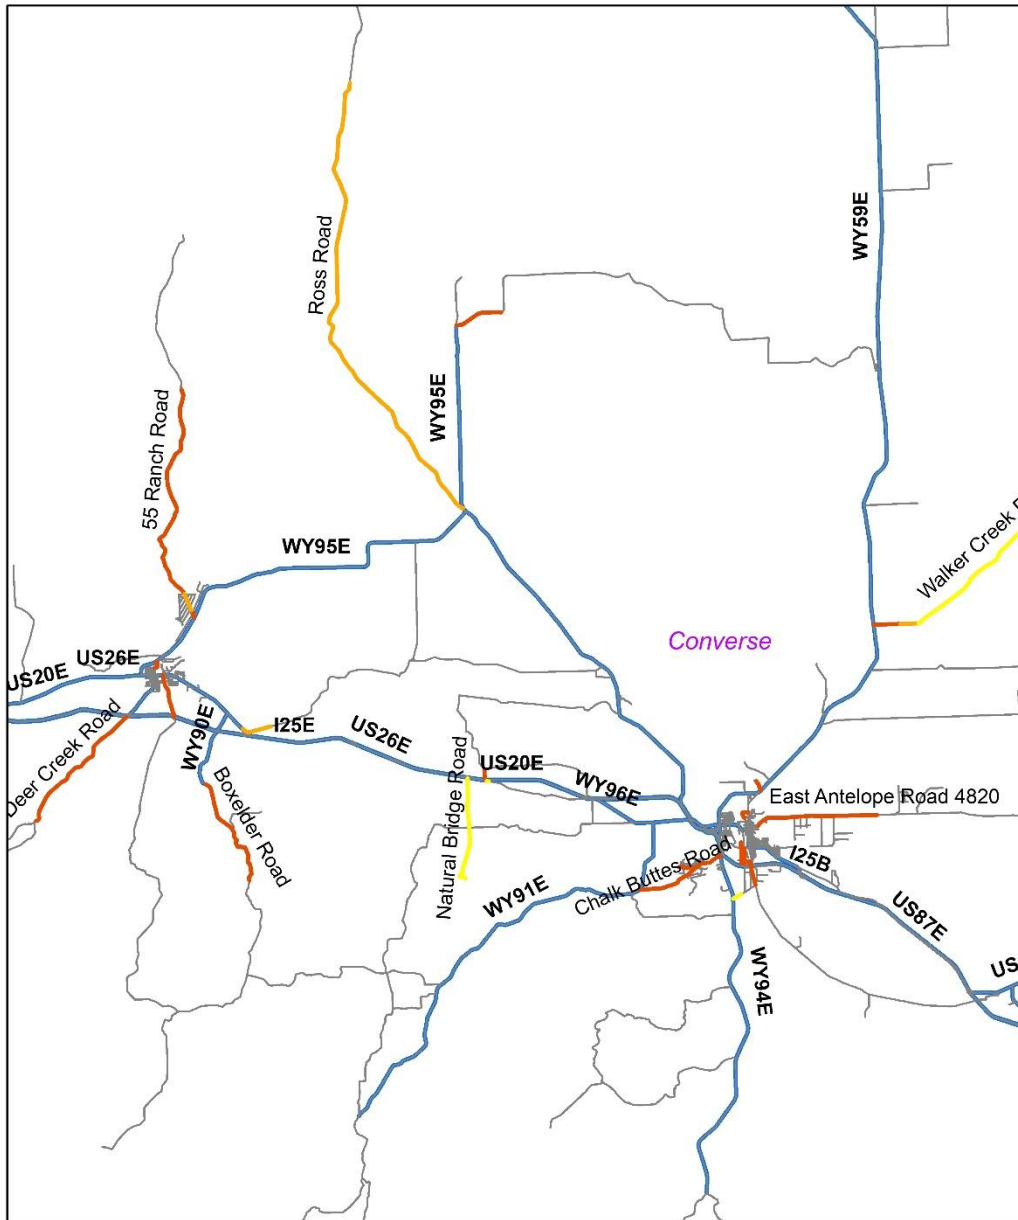 WY59E
Ross Road
WY95E
55 Ranch Road
WY95E
Walker Creek
Converse
US26E
US20E
I25E
WY90E
US26E
Deer Creek Road
US20E
Natural Bridge Road
WY96E
Boxelder Road
East Antelope Road 4820
I25B
Chalk Buttes Road
WY91E
US87E
WY94E
US